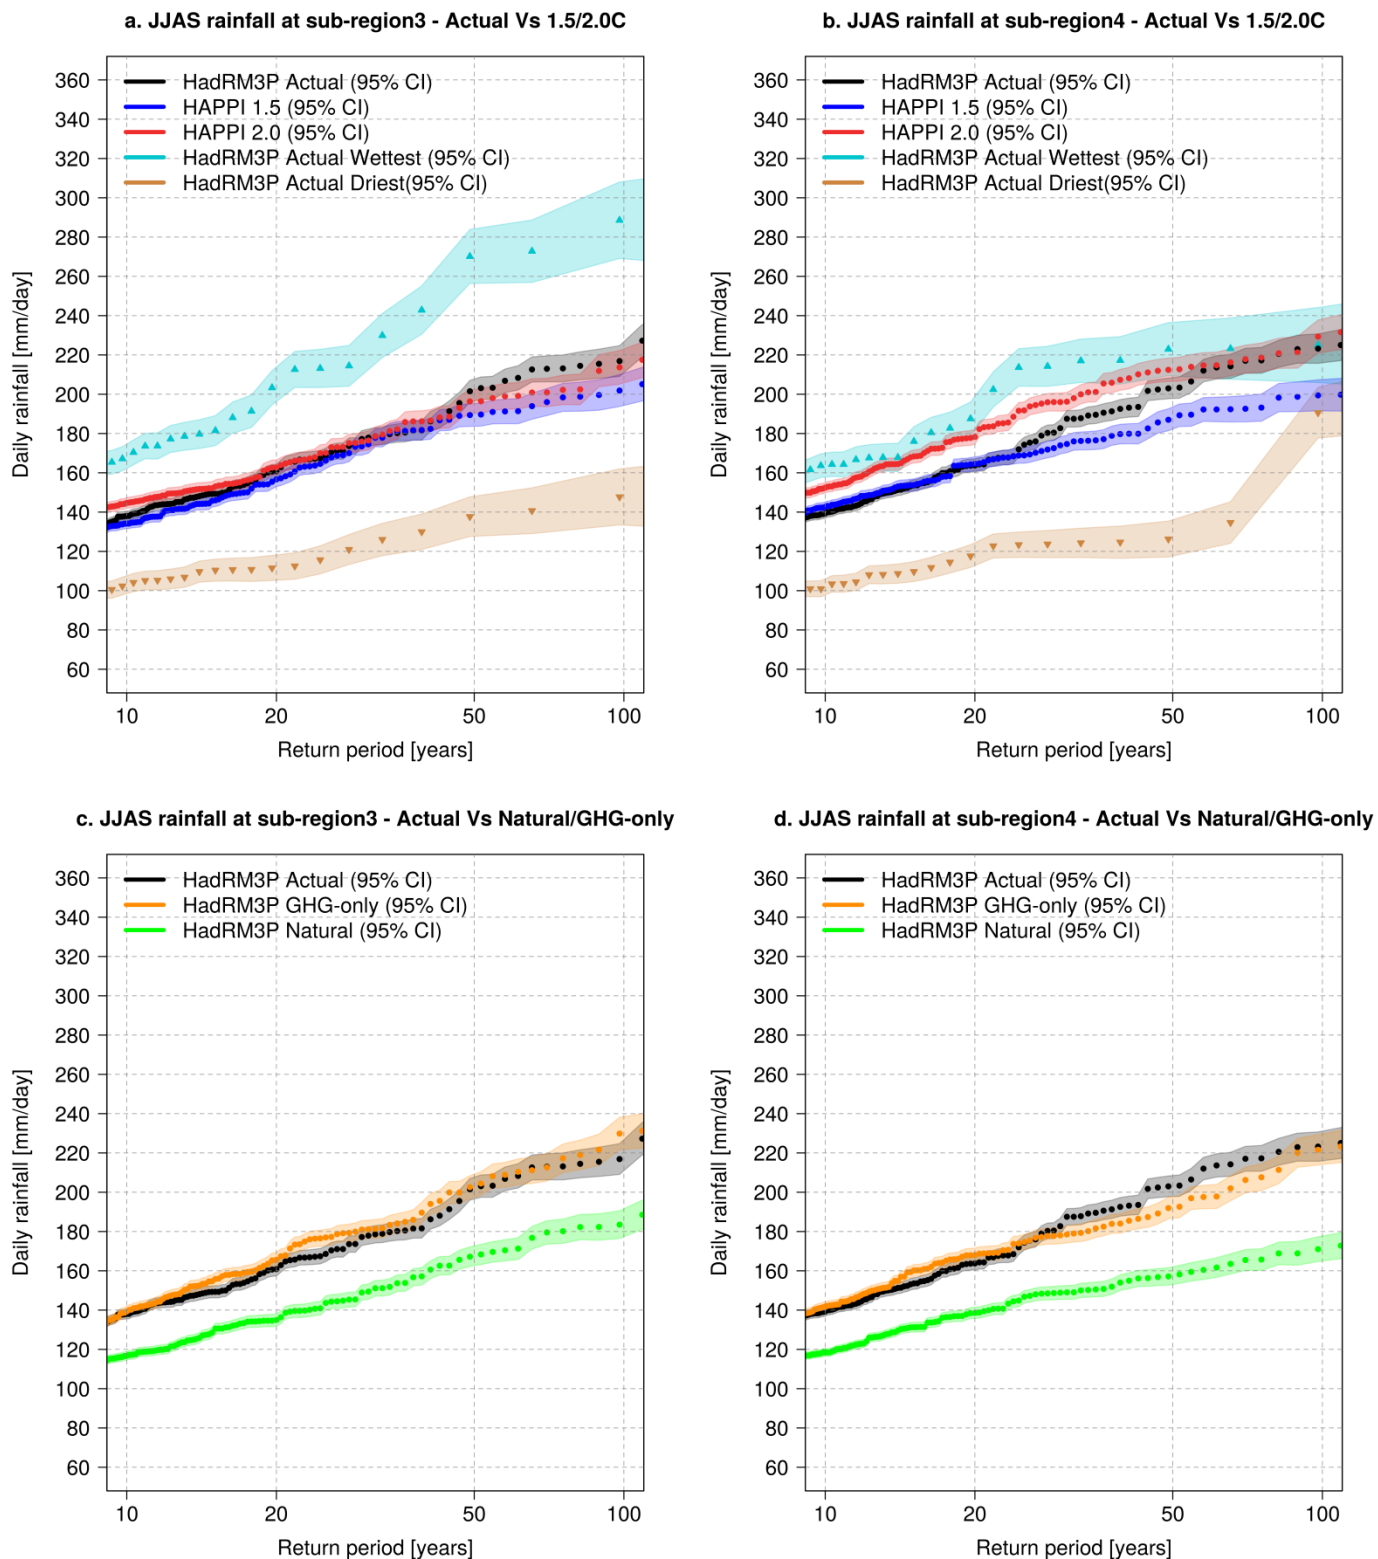 a. JJAS rainfall at sub-region3 - Actual Vs 1.5/2.0C
Daily rainfall [mm/day]
360
340
320
300
280
260
240
220
200
180
160
140
120
100
80
60
HadRM3P Actual (95% CI)
HAPPI 1.5 (95% CI)
HAPPI 2.0 (95% CI)
HadRM3P Actual Wettest (95% CI)
HadRM3P Actual Driest(95% CI)
10 20 50 100
Return period [years]
b. JJAS rainfall at sub-region4 - Actual Vs 1.5/2.0C
Daily rainfall [mm/day]
360
340
320
300
280
260
240
220
200
180
160
140
120
100
80
60
HadRM3P Actual (95% CI)
HAPPI 1.5 (95% CI)
HAPPI 2.0 (95% CI)
HadRM3P Actual Wettest (95% CI)
HadRM3P Actual Driest(95% CI)
10 20 50 100
Return period [years]
c. JJAS rainfall at sub-region3 - Actual Vs Natural/GHG-only
Daily rainfall [mm/day]
360
340
320
300
280
260
240
220
200
180
160
140
120
100
80
60
HadRM3P Actual (95% CI)
HadRM3P GHG-only (95% CI)
HadRM3P Natural (95% CI)
10 20 50 100
Return period [years]
d. JJAS rainfall at sub-region4 - Actual Vs Natural/GHG-only
Daily rainfall [mm/day]
360
340
320
300
280
260
240
220
200
180
160
140
120
100
80
60
HadRM3P Actual (95% CI)
HadRM3P GHG-only (95% CI)
HadRM3P Natural (95% CI)
10 20 50 100
Return period [years]